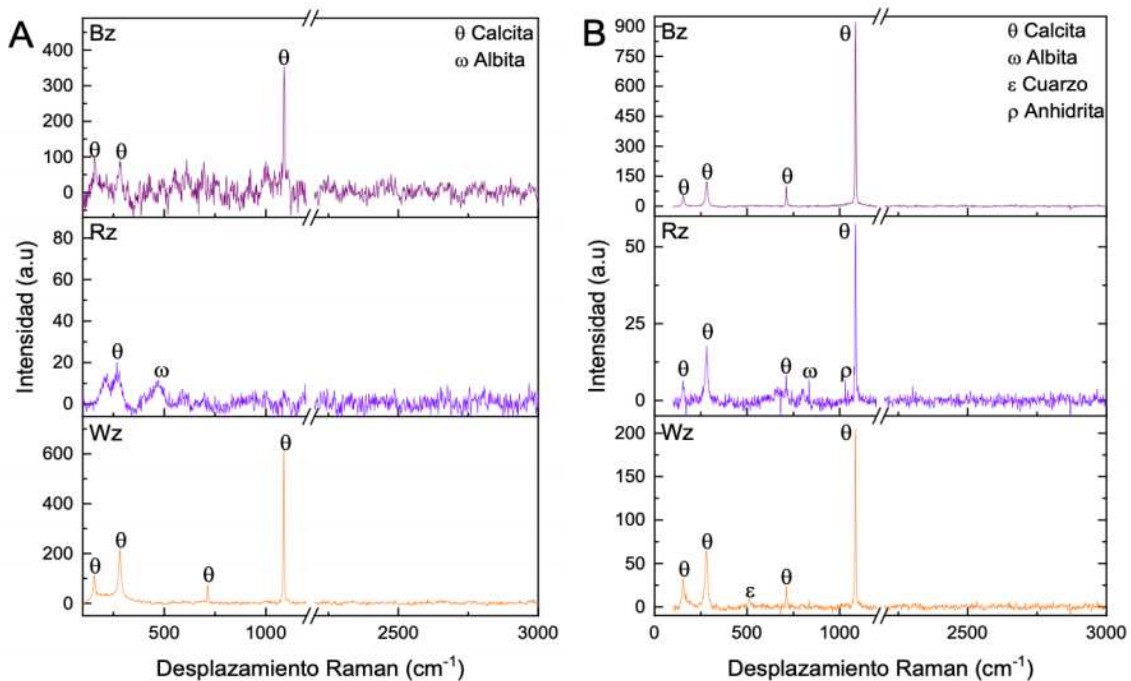 A
Bz
θ Calcita
ω Albita
400
300
200
100
0
θ
θ
θ
Rz
80
60
40
20
0
θ
ω
Wz
600
400
200
0
θ
θ
θ
θ
500
1000
2500
3000
Intensidad (a.u)
Desplazamiento Raman (cm⁻¹)
B
Bz
θ Calcita
ω Albita
ε Cuarzo
ρ Anhidrita
900
750
600
450
300
150
0
θ
θ
θ
θ
Rz
50
25
0
θ
θ
θ
ω
ρ
θ
Wz
200
150
100
50
0
θ
θ
ε
θ
θ
0
500
1000
2500
3000
Intensidad (a.u)
Desplazamiento Raman (cm⁻¹)